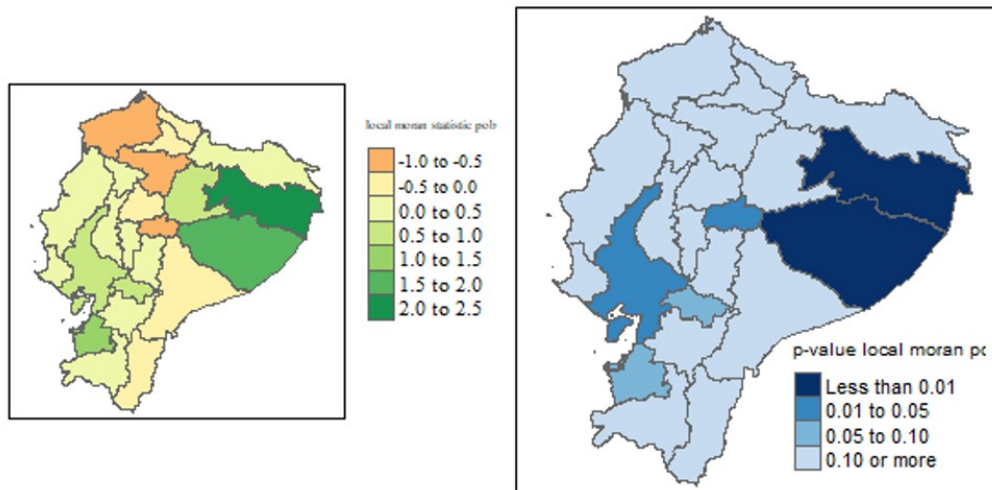 local moran statistic pob
-1.0 to -0.5
-0.5 to 0.0
0.0 to 0.5
0.5 to 1.0
1.0 to 1.5
1.5 to 2.0
2.0 to 2.5
p-value local moran po
Less than 0.01
0.01 to 0.05
0.05 to 0.10
0.10 or more